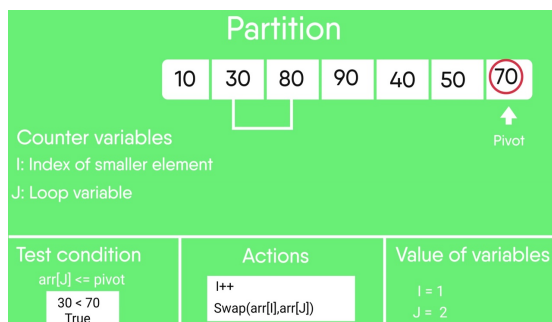 Partition
10 30 80 90 40 50 70
Pivot
Counter variables
I: Index of smaller element
J: Loop variable
Test condition
arr[J] <= pivot
30 < 70
True
Actions
I++
Swap(arr[I],arr[J])
Value of variables
I = 1
J = 2